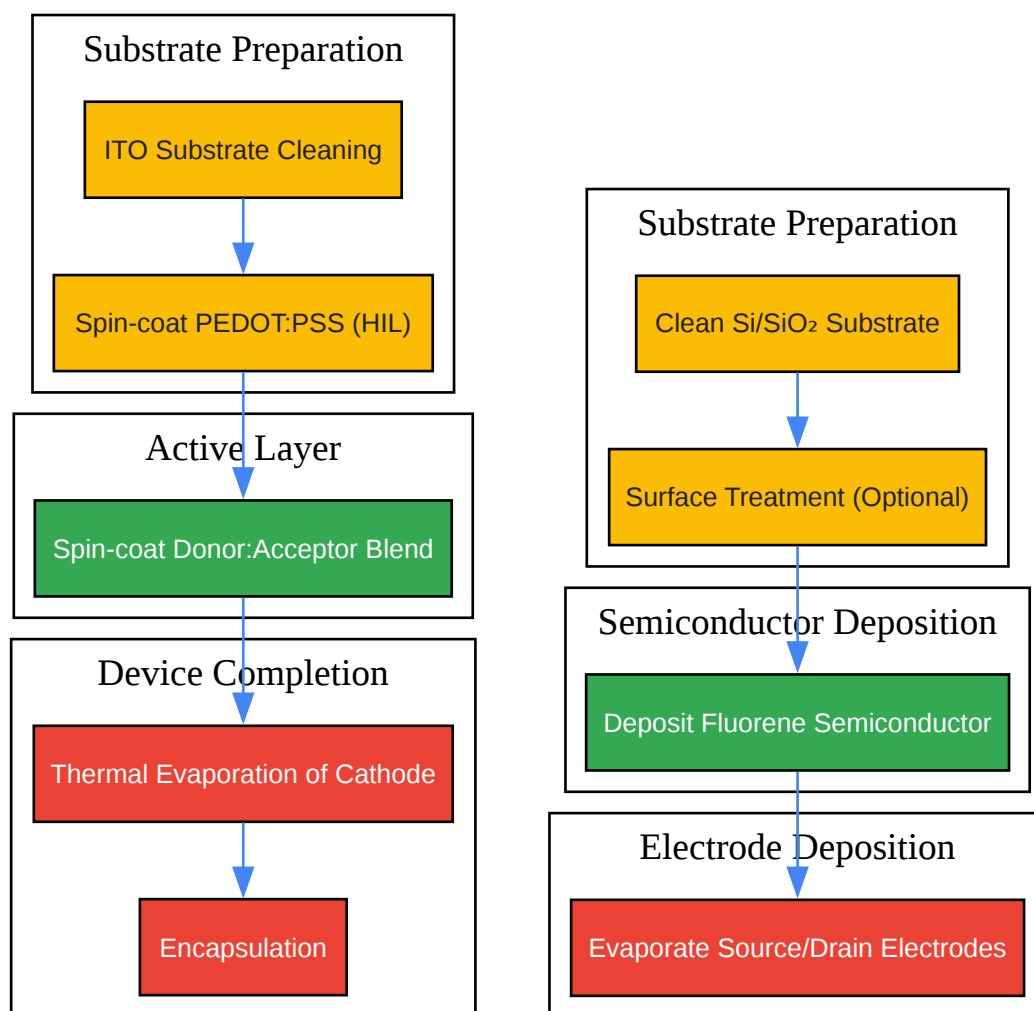 Substrate Preparation
ITO Substrate Cleaning
Spin-coat PEDOT:PSS (HIL)
Active Layer
Spin-coat Donor:Acceptor Blend
Device Completion
Thermal Evaporation of Cathode
Encapsulation
Substrate Preparation
Clean Si/SiO₂ Substrate
Surface Treatment (Optional)
Semiconductor Deposition
Deposit Fluorene Semiconductor
Electrode Deposition
Evaporate Source/Drain Electrodes